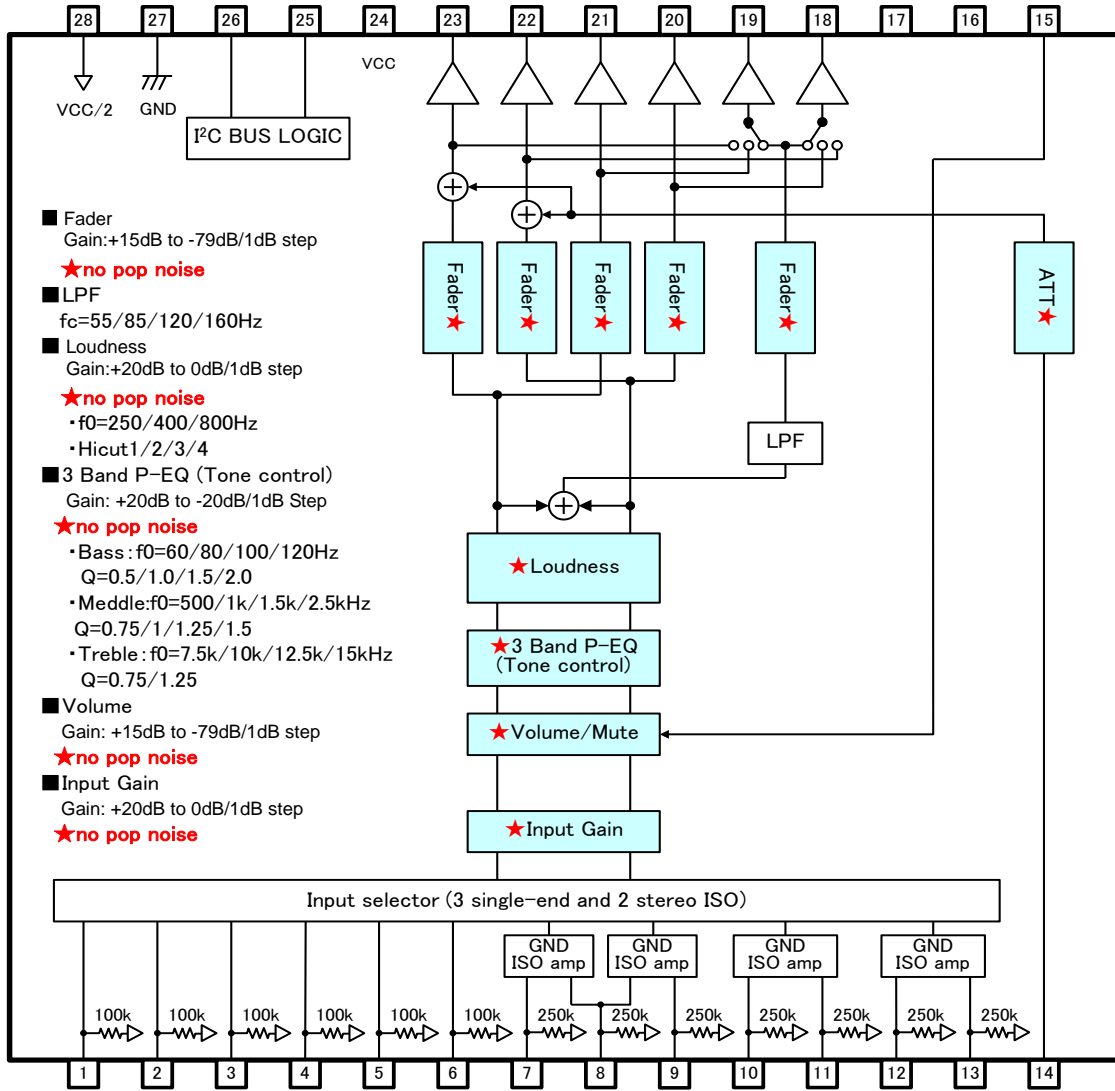 28 27 26 25 24 23 22 21 20 19 18 17 16 15
VCC
VCC/2
GND
I²C BUS LOGIC
■ Fader
Gain:+15dB to -79dB/1dB step
★no pop noise
■ LPF
fc=55/85/120/160Hz
■ Loudness
Gain:+20dB to 0dB/1dB step
★no pop noise
・f0=250/400/800Hz
・Hicut1/2/3/4
■ 3 Band P-EQ (Tone control)
Gain: +20dB to -20dB/1dB Step
★no pop noise
・Bass:f0=60/80/100/120Hz
Q=0.5/1.0/1.5/2.0
・Meddle:f0=500/1k/1.5k/2.5kHz
Q=0.75/1/1.25/1.5
・Treble:f0=7.5k/10k/12.5k/15kHz
Q=0.75/1.25
■ Volume
Gain: +15dB to -79dB/1dB step
★no pop noise
■ Input Gain
Gain: +20dB to 0dB/1dB step
★no pop noise
Fader★
Fader★
Fader★
Fader★
Fader★
ATT★
LPF
★Loudness
★3 Band P-EQ
(Tone control)
★Volume/Mute
★Input Gain
Input selector (3 single-end and 2 stereo ISO)
GND
ISO amp
GND
ISO amp
GND
ISO amp
GND
ISO amp
100k 100k 100k 100k 100k 100k 250k 250k 250k 250k 250k 250k 250k
1 2 3 4 5 6 7 8 9 10 11 12 13 14